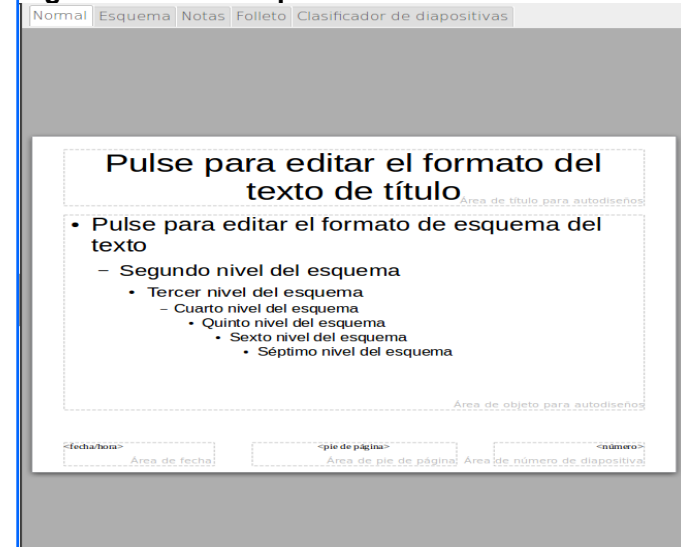 Normal Esquema Notas Folleto Clasificador de diapositivas
Pulse para editar el formato del
texto de título
Área de título para autodiseños
• Pulse para editar el formato de esquema del
texto
– Segundo nivel del esquema
• Tercer nivel del esquema
– Cuarto nivel del esquema
• Quinto nivel del esquema
• Sexto nivel del esquema
• Séptimo nivel del esquema
Área de objeto para autodiseños
<fecha/hora> <pie de página> <número>
Área de fecha Área de pie de página Área de número de diapositiva